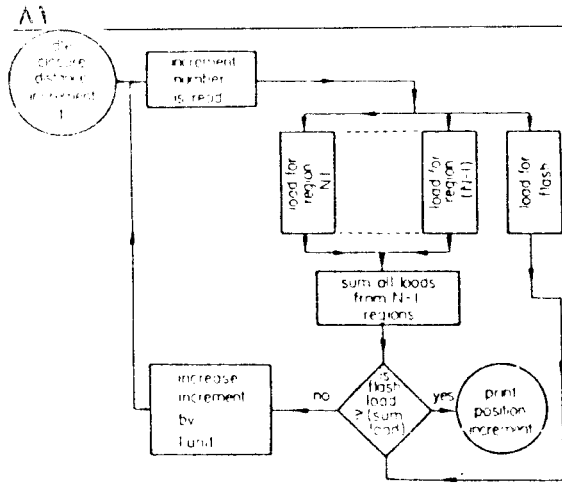 die
closure
distance
increment
1
increment
number
is read
load for
region
N1
load for
region
(N-1)
load for
flash
sum all loads
from N-1
regions
is
flash
load
? (sum
load)
no
yes
increase
increment
by
1 unit
print
position
increment